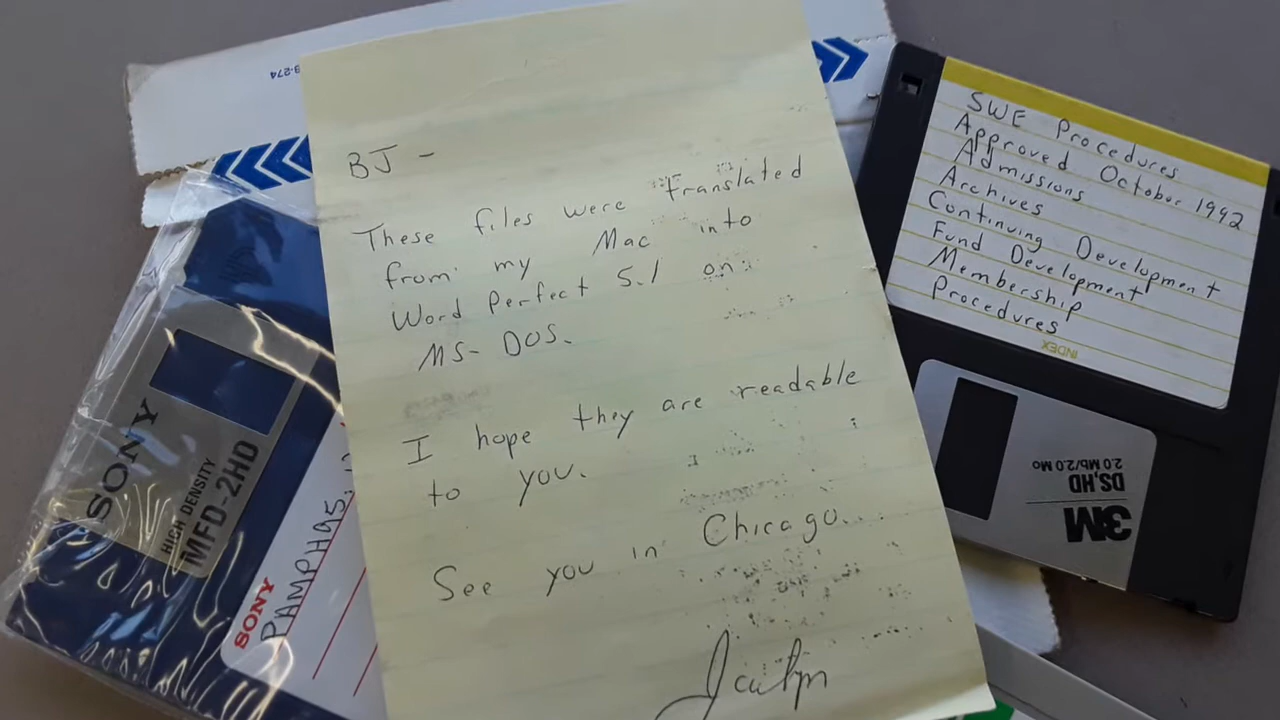 3-274
BJ -
These files were translated
from my Mac into
Word Perfect 5.1 on
MS-DOS.
I hope they are readable
to you.
See you in Chicago.
SWE Procedures
Approved October 1992
Admissions
Archives
Continuing Development
Fund Development
Membership
Procedures
INDEX
3M
DS,HD
2.0 Mb/2.0 Mo
SONY
HIGH DENSITY
MFD-2HD
SONY
PAMPH95.